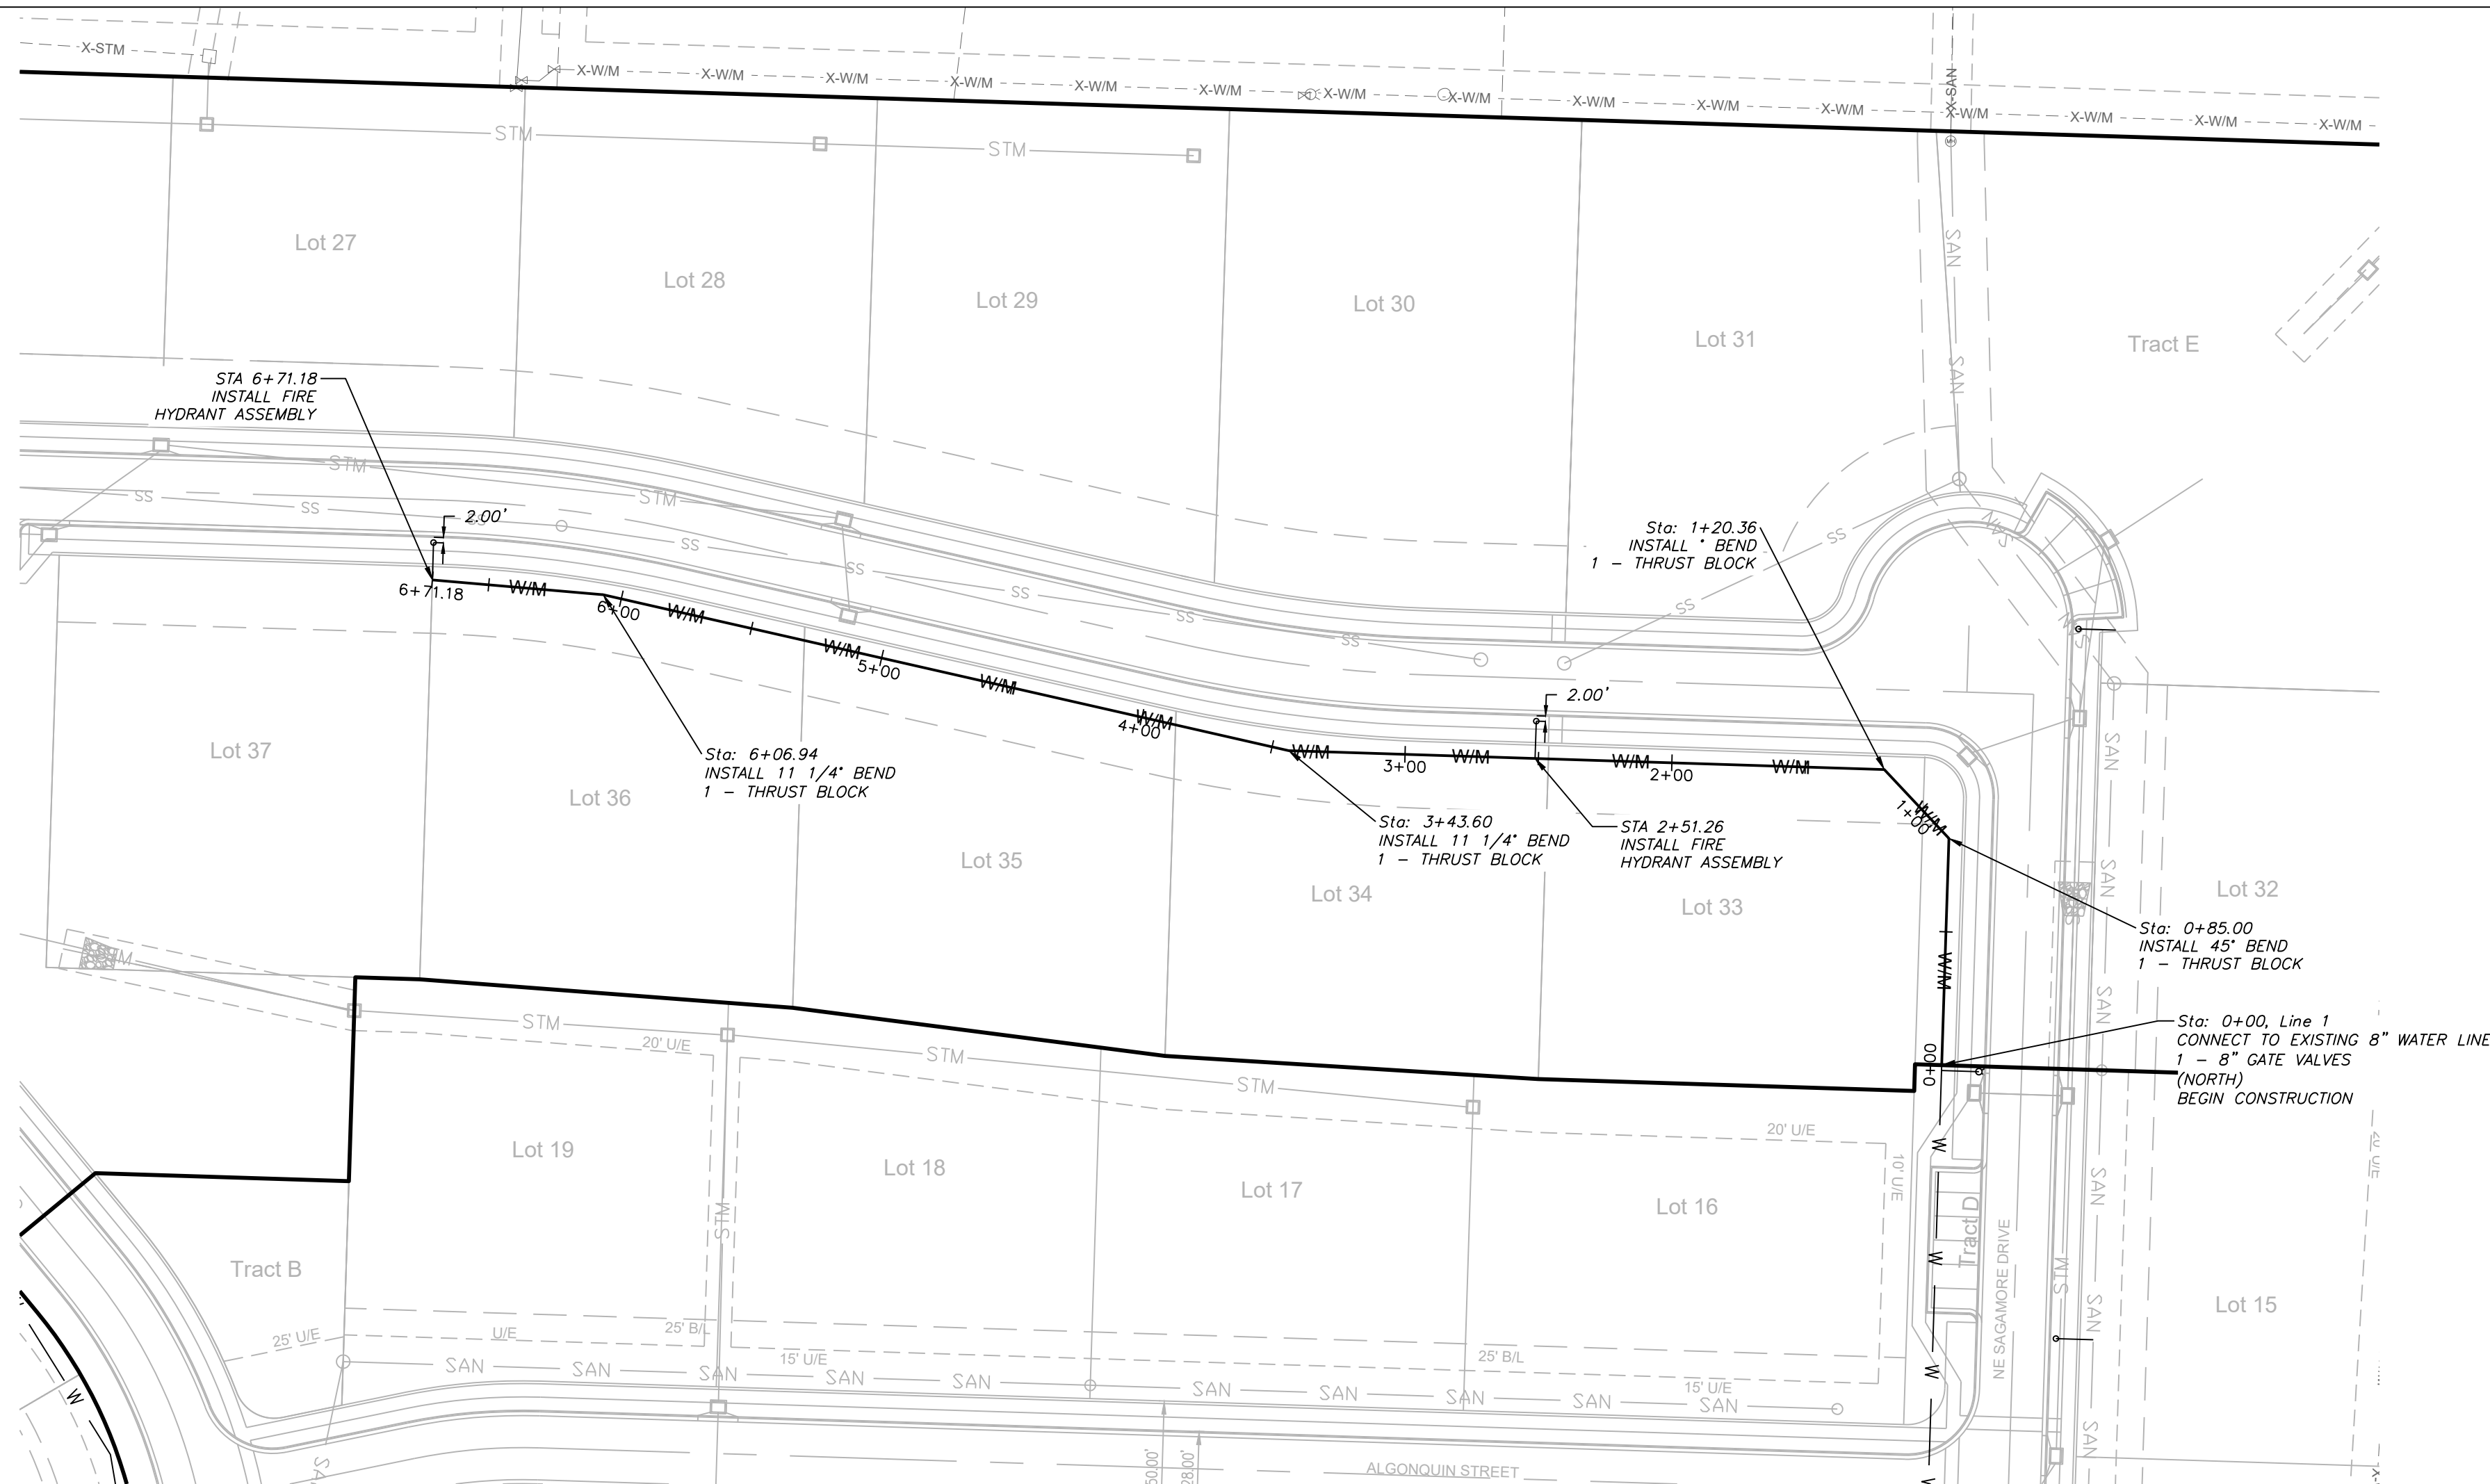 X-STM
X-W/M X-W/M X-W/M X-W/M X-W/M X-W/M X-W/M X-W/M X-W/M X-W/M X-W/M X-W/M X-W/M X-W/M X-W/M
X-SAN
STM
STM
SAN
SAN
Lot 27
Lot 28
Lot 29
Lot 30
Lot 31
Tract E
STA 6+71.18
INSTALL FIRE
HYDRANT ASSEMBLY
STM
STM
SS SS SS SS SS SS SS SS
SS
SS
2.00'
6+71.18
W/M
6+00
W/M
W/M
5+00
W/M
W/M
4+00
W/M
3+00
W/M
W/M
2+00
W/M
W/M
1+00
2.00'
Sta: 1+20.36
INSTALL ° BEND
1 – THRUST BLOCK
Sta: 6+06.94
INSTALL 11 1/4° BEND
1 – THRUST BLOCK
Sta: 3+43.60
INSTALL 11 1/4° BEND
1 – THRUST BLOCK
STA 2+51.26
INSTALL FIRE
HYDRANT ASSEMBLY
Lot 37
Lot 36
Lot 35
Lot 34
Lot 33
Lot 32
SAN
SAN
SAN
SAN
SAN
SAN
Sta: 0+85.00
INSTALL 45° BEND
1 – THRUST BLOCK
W/M
0+00
Sta: 0+00, Line 1
CONNECT TO EXISTING 8” WATER LINE
1 – 8” GATE VALVES
(NORTH)
BEGIN CONSTRUCTION
STM
20' U/E
STM
STM
20' U/E
10' U/E
Lot 19
Lot 18
Lot 17
Lot 16
Lot 15
Tract B
Tract D
STM
STM
W
W
W
W
W
NE SAGAMORE DRIVE
25' U/E
U/E
25' B/L
15' U/E
25' B/L
15' U/E
SAN SAN SAN SAN SAN SAN SAN SAN SAN SAN
50.00'
28.00'
ALGONQUIN STREET